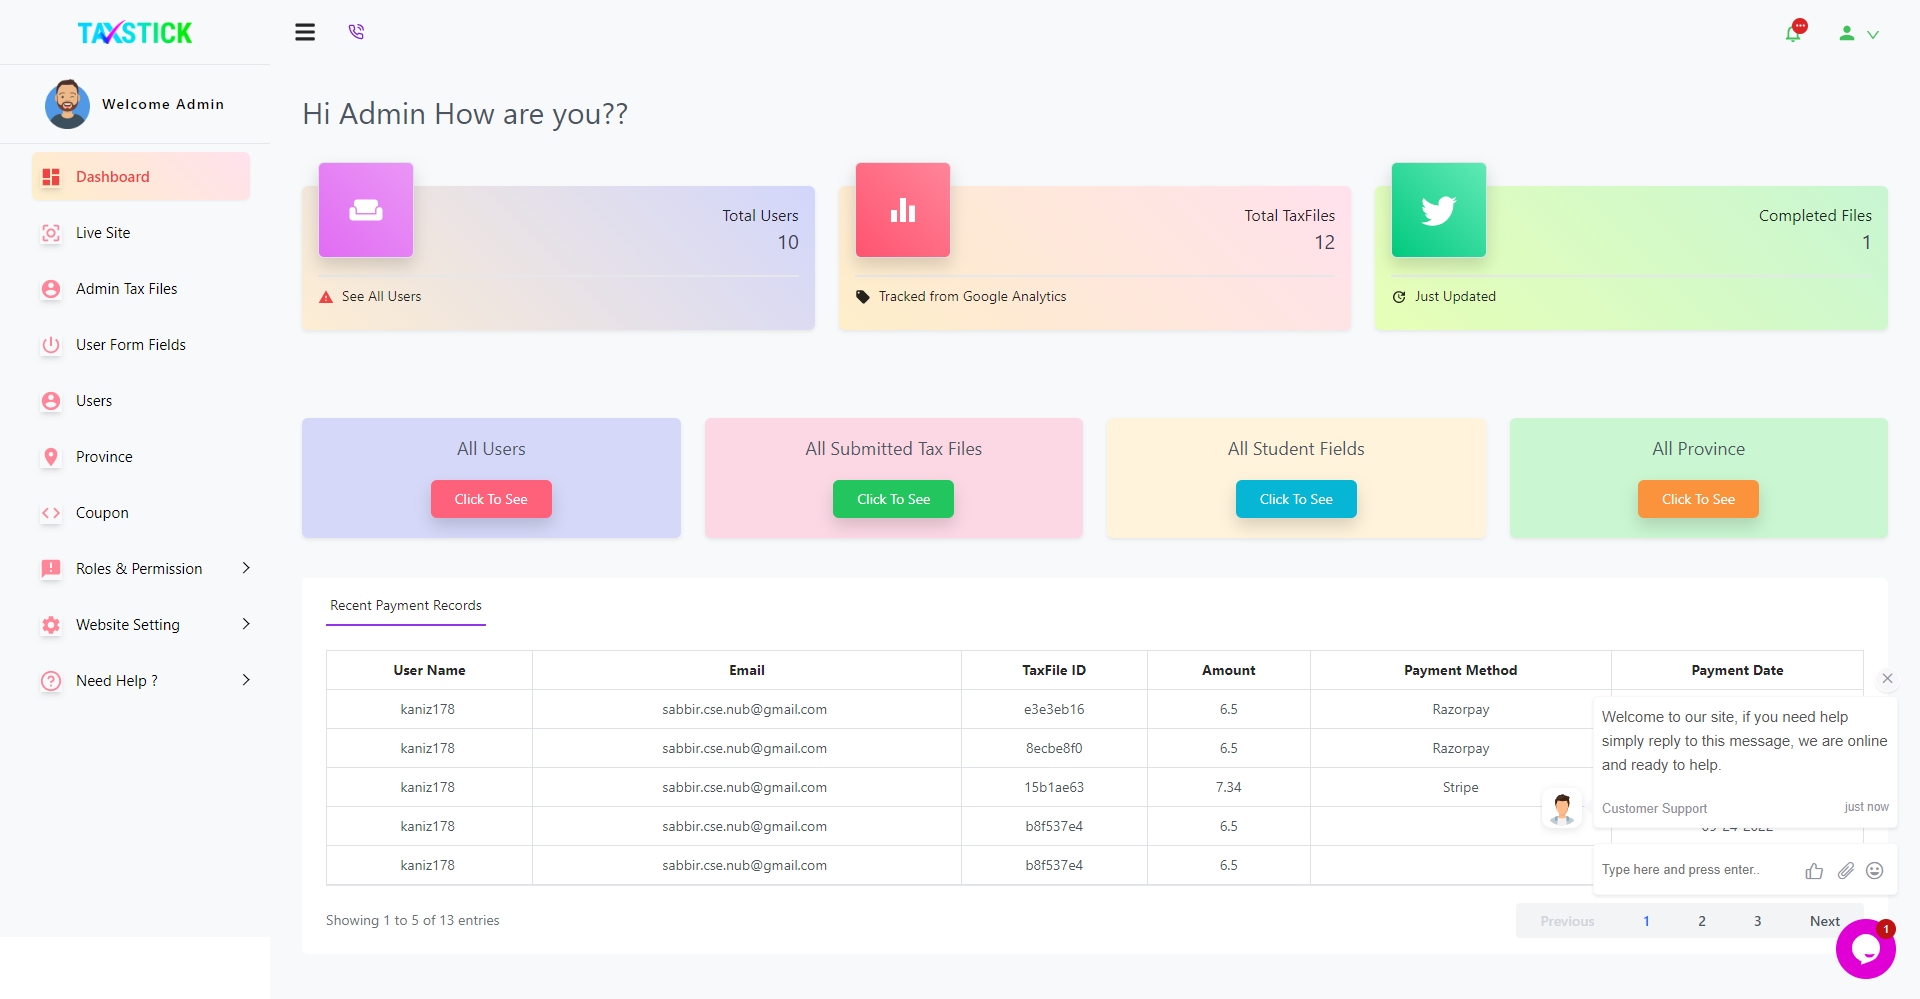 TAXSTICK
Welcome Admin
Dashboard
Live Site
Admin Tax Files
User Form Fields
Users
Province
Coupon
Roles & Permission
Website Setting
Need Help ?
Hi Admin How are you??
Total Users
10
See All Users
Total TaxFiles
12
Tracked from Google Analytics
Completed Files
1
Just Updated
All Users
Click To See
All Submitted Tax Files
Click To See
All Student Fields
Click To See
All Province
Click To See
Recent Payment Records
User Name Email TaxFile ID Amount Payment Method Payment Date
kaniz178 sabbir.cse.nub@gmail.com e3e3eb16 6.5 Razorpay
kaniz178 sabbir.cse.nub@gmail.com 8ecbe8f0 6.5 Razorpay
kaniz178 sabbir.cse.nub@gmail.com 15b1ae63 7.34 Stripe
kaniz178 sabbir.cse.nub@gmail.com b8f537e4 6.5
kaniz178 sabbir.cse.nub@gmail.com b8f537e4 6.5
Showing 1 to 5 of 13 entries
Previous 1 2 3 Next
Welcome to our site, if you need help
simply reply to this message, we are online
and ready to help.
Customer Support just now
Type here and press enter..
1